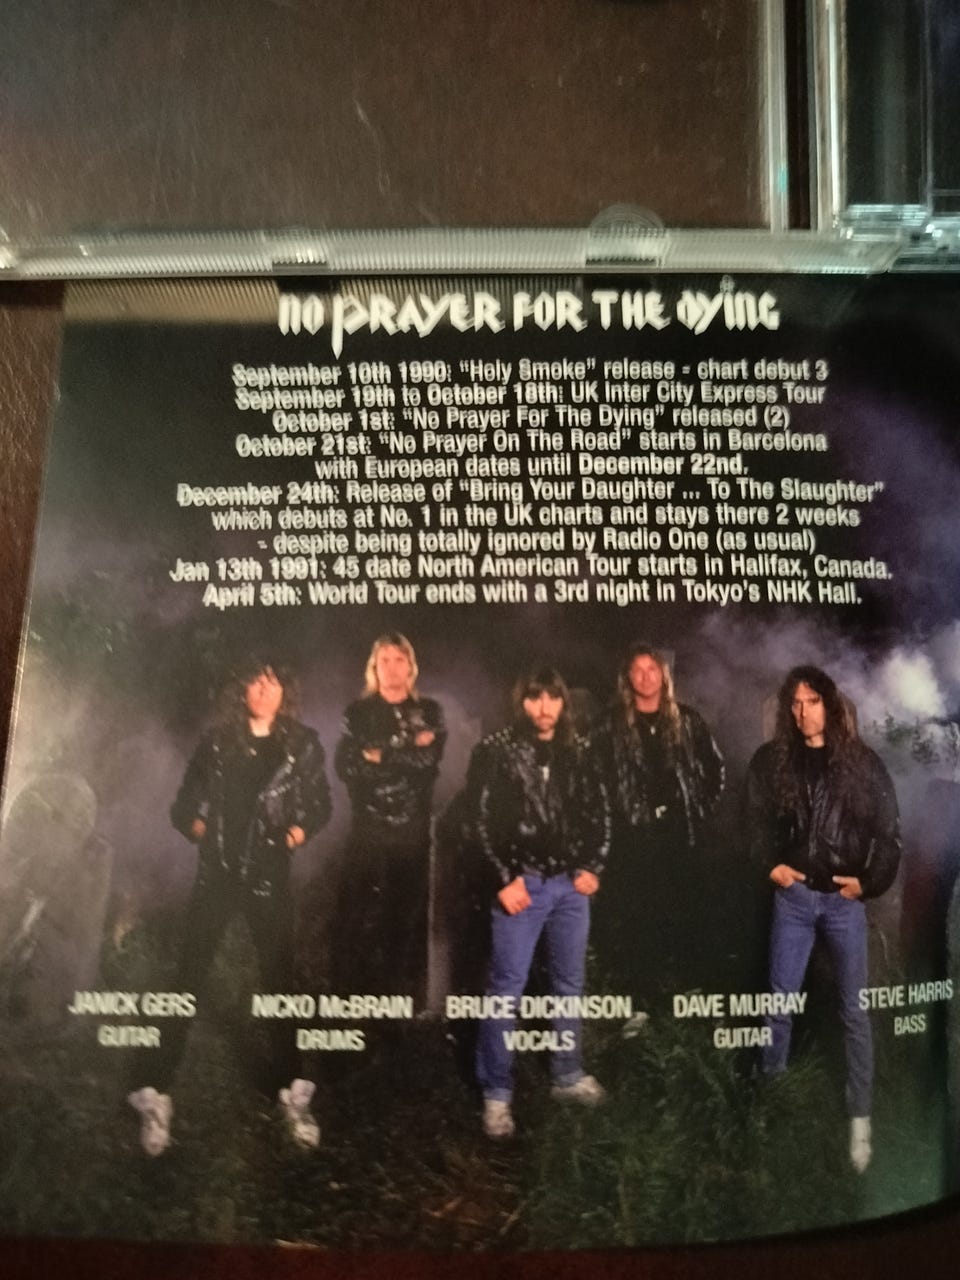 NO PRAYER FOR THE DYING
September 10th 1990: “Holy Smoke” release - chart debut 3
September 19th to October 18th: UK Inter City Express Tour
October 1st: “No Prayer For The Dying” released (2)
October 21st: “No Prayer On The Road” starts in Barcelona
with European dates until December 22nd.
December 24th: Release of “Bring Your Daughter ... To The Slaughter”
which debuts at No. 1 in the UK charts and stays there 2 weeks
- despite being totally ignored by Radio One (as usual)
Jan 13th 1991: 45 date North American Tour starts in Halifax, Canada.
April 5th: World Tour ends with a 3rd night in Tokyo's NHK Hall.
JANICK GERS NICKO McBRAIN BRUCE DICKINSON DAVE MURRAY STEVE HARRIS
GUITAR DRUMS VOCALS GUITAR BASS